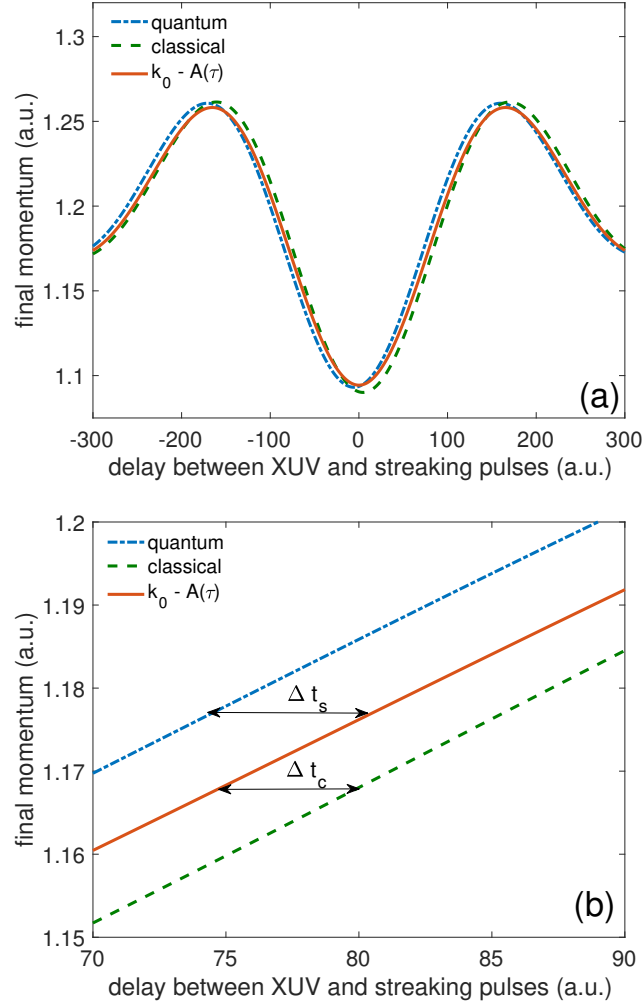 quantum
classical
k₀ - A(τ)
1.3
1.25
1.2
1.15
1.1
final momentum (a.u.)
(a)
-300 -200 -100 0 100 200 300
delay between XUV and streaking pulses (a.u.)
quantum
classical
k₀ - A(τ)
1.2
1.19
1.18
1.17
1.16
1.15
final momentum (a.u.)
Δ tₛ
Δ t꜀
(b)
70 75 80 85 90
delay between XUV and streaking pulses (a.u.)